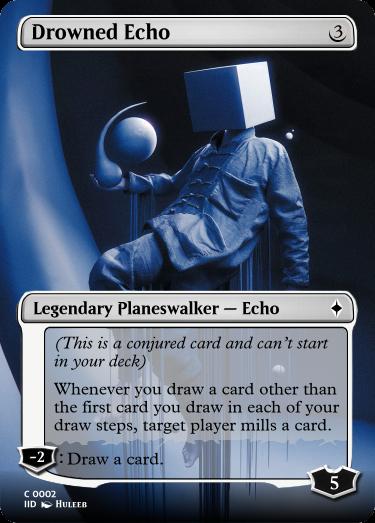 Drowned Echo 3
Legendary Planeswalker — Echo
(This is a conjured card and can't start
in your deck)
Whenever you draw a card other than
the first card you draw in each of your
draw steps, target player mills a card.
-2 : Draw a card.
5
C 0002
IID Huleeb